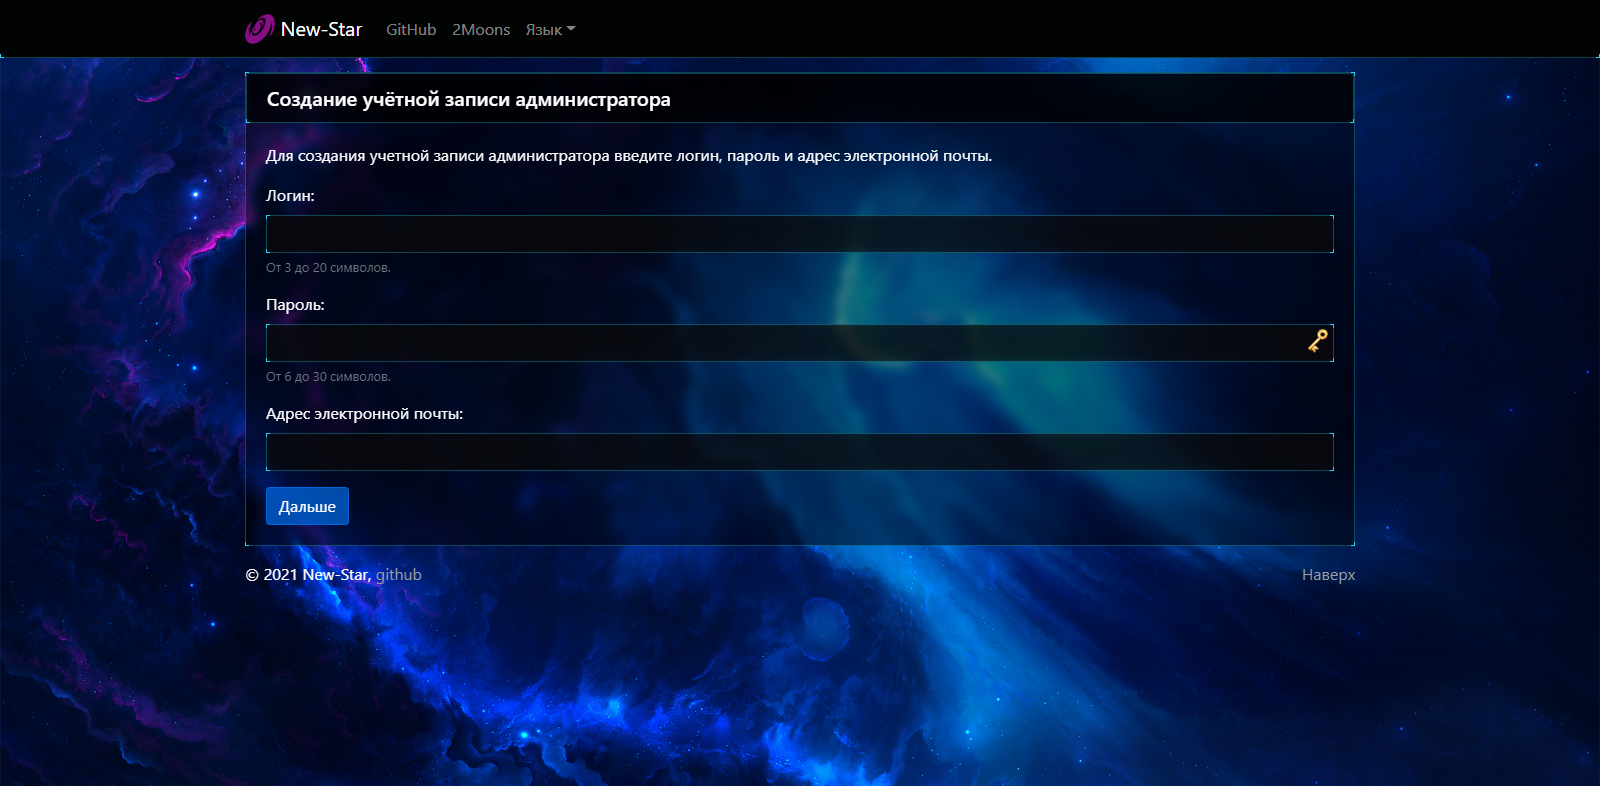 New-Star GitHub 2Moons Язык
Создание учётной записи администратора
Для создания учетной записи администратора введите логин, пароль и адрес электронной почты.
Логин:
От 3 до 20 символов.
Пароль:
От 6 до 30 символов.
Адрес электронной почты:
Дальше
© 2021 New-Star, github Наверх